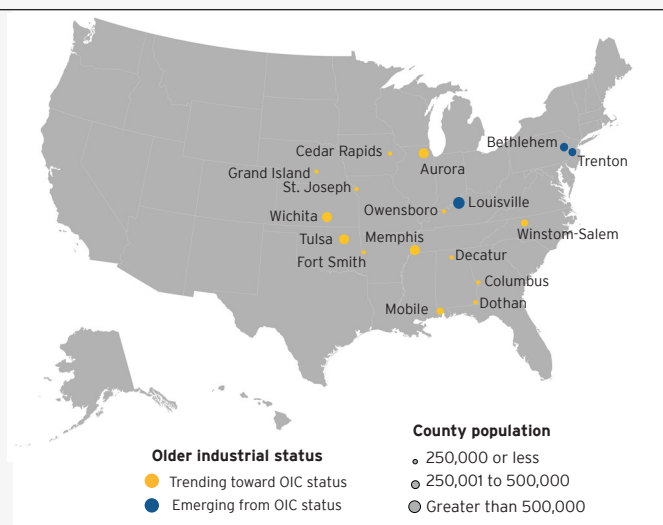 Cedar Rapids
Aurora
Bethlehem
Trenton
Grand Island
St. Joseph
Owensboro
Louisville
Wichita
Tulsa
Memphis
Winstom-Salem
Fort Smith
Decatur
Columbus
Mobile
Dothan
Older industrial status
Trending toward OIC status
Emerging from OIC status
County population
250,000 or less
250,001 to 500,000
Greater than 500,000